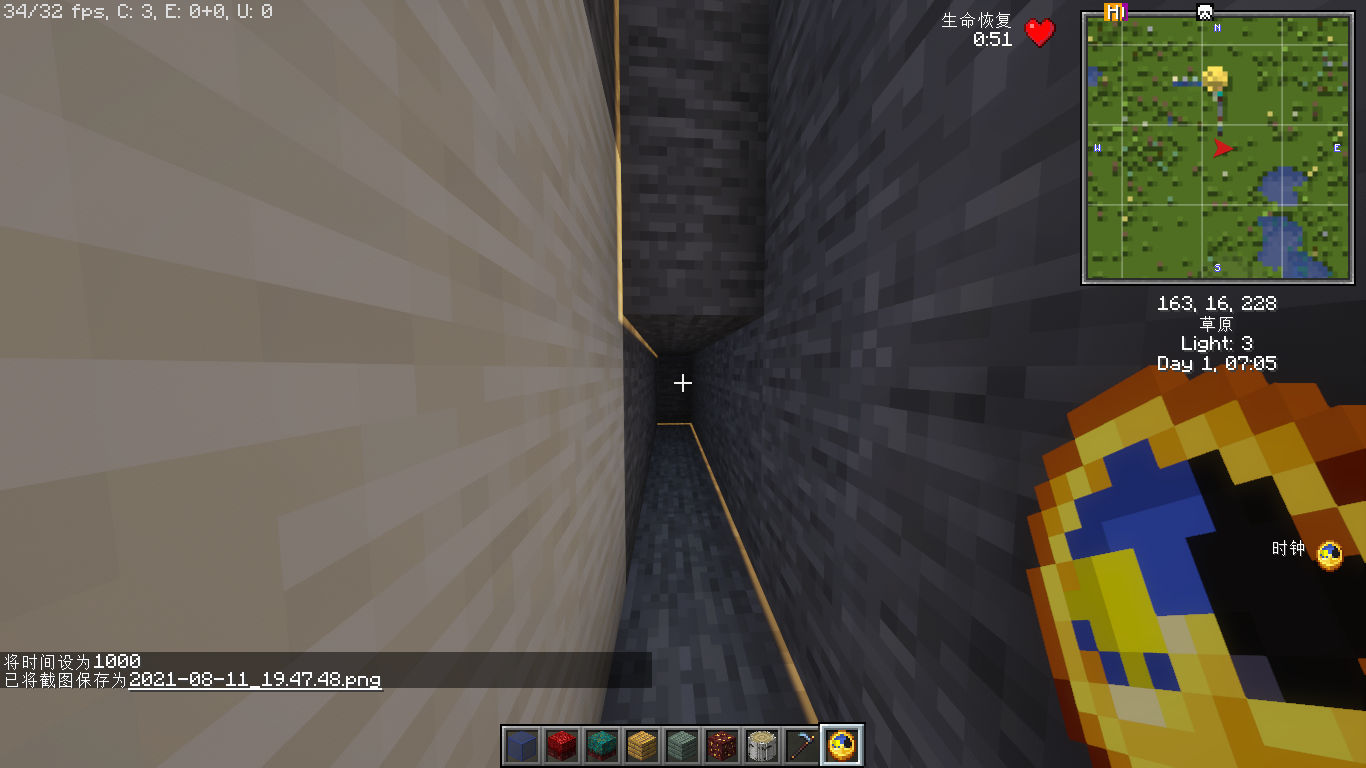 34/32 fps, C: 3, E: 0+0, U: 0
生命恢复
0:51
N
W
E
S
163, 16, 228
草原
Light: 3
Day 1, 07:05
时钟
将时间设为1000
已将截图保存为2021-08-11_19.47.48.png